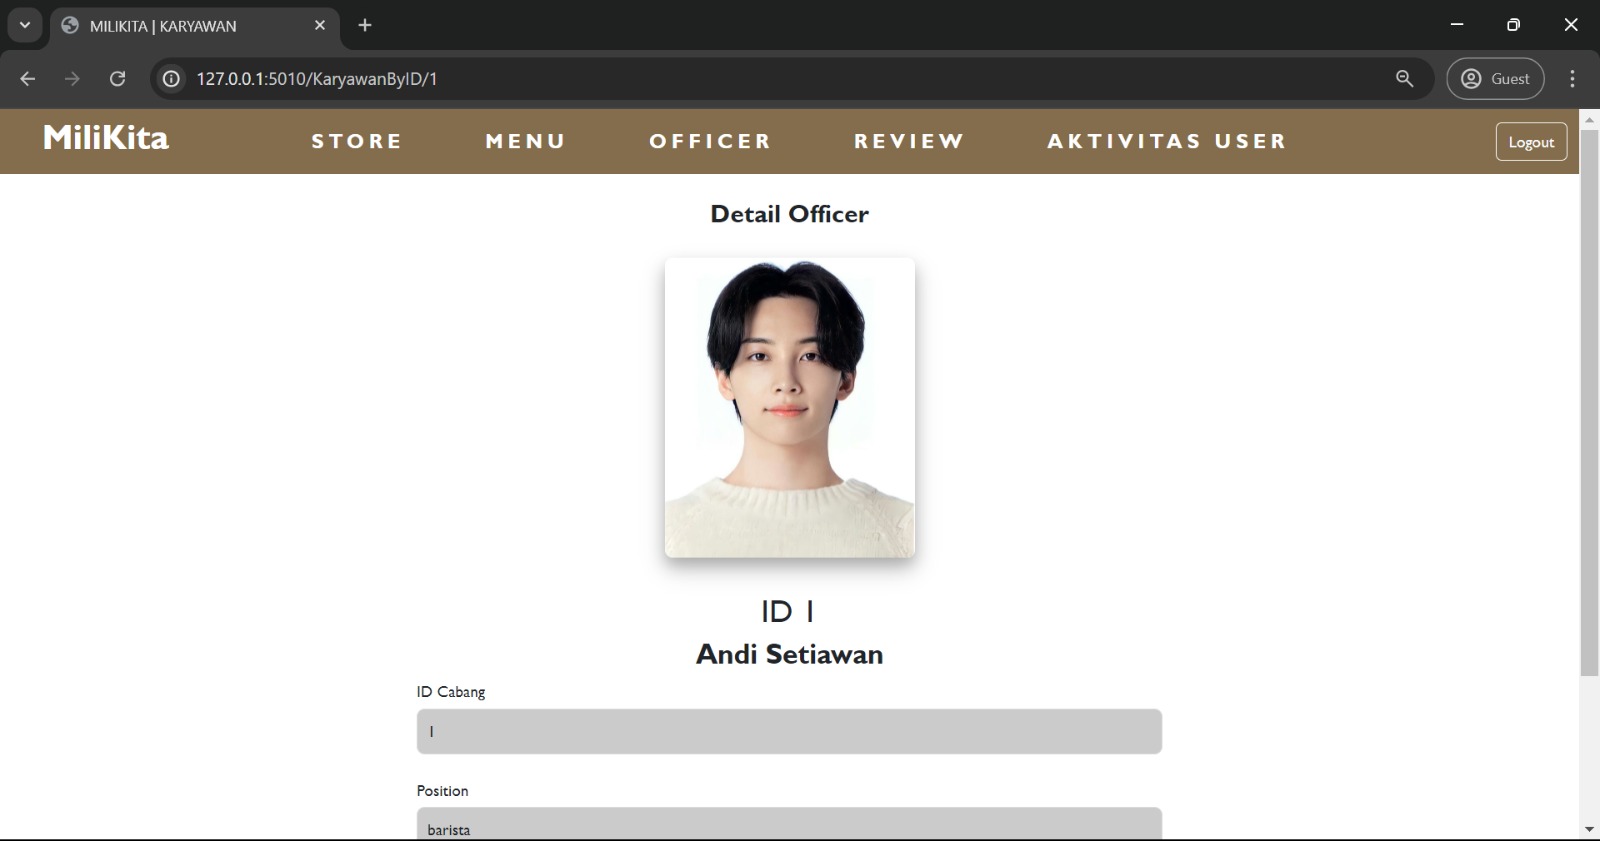 MILIKITA | KARYAWAN
127.0.0.1:5010/KaryawanByID/1
Guest
MiliKita
STORE
MENU
OFFICER
REVIEW
AKTIVITAS USER
Logout
Detail Officer
ID 1
Andi Setiawan
ID Cabang
1
Position
barista